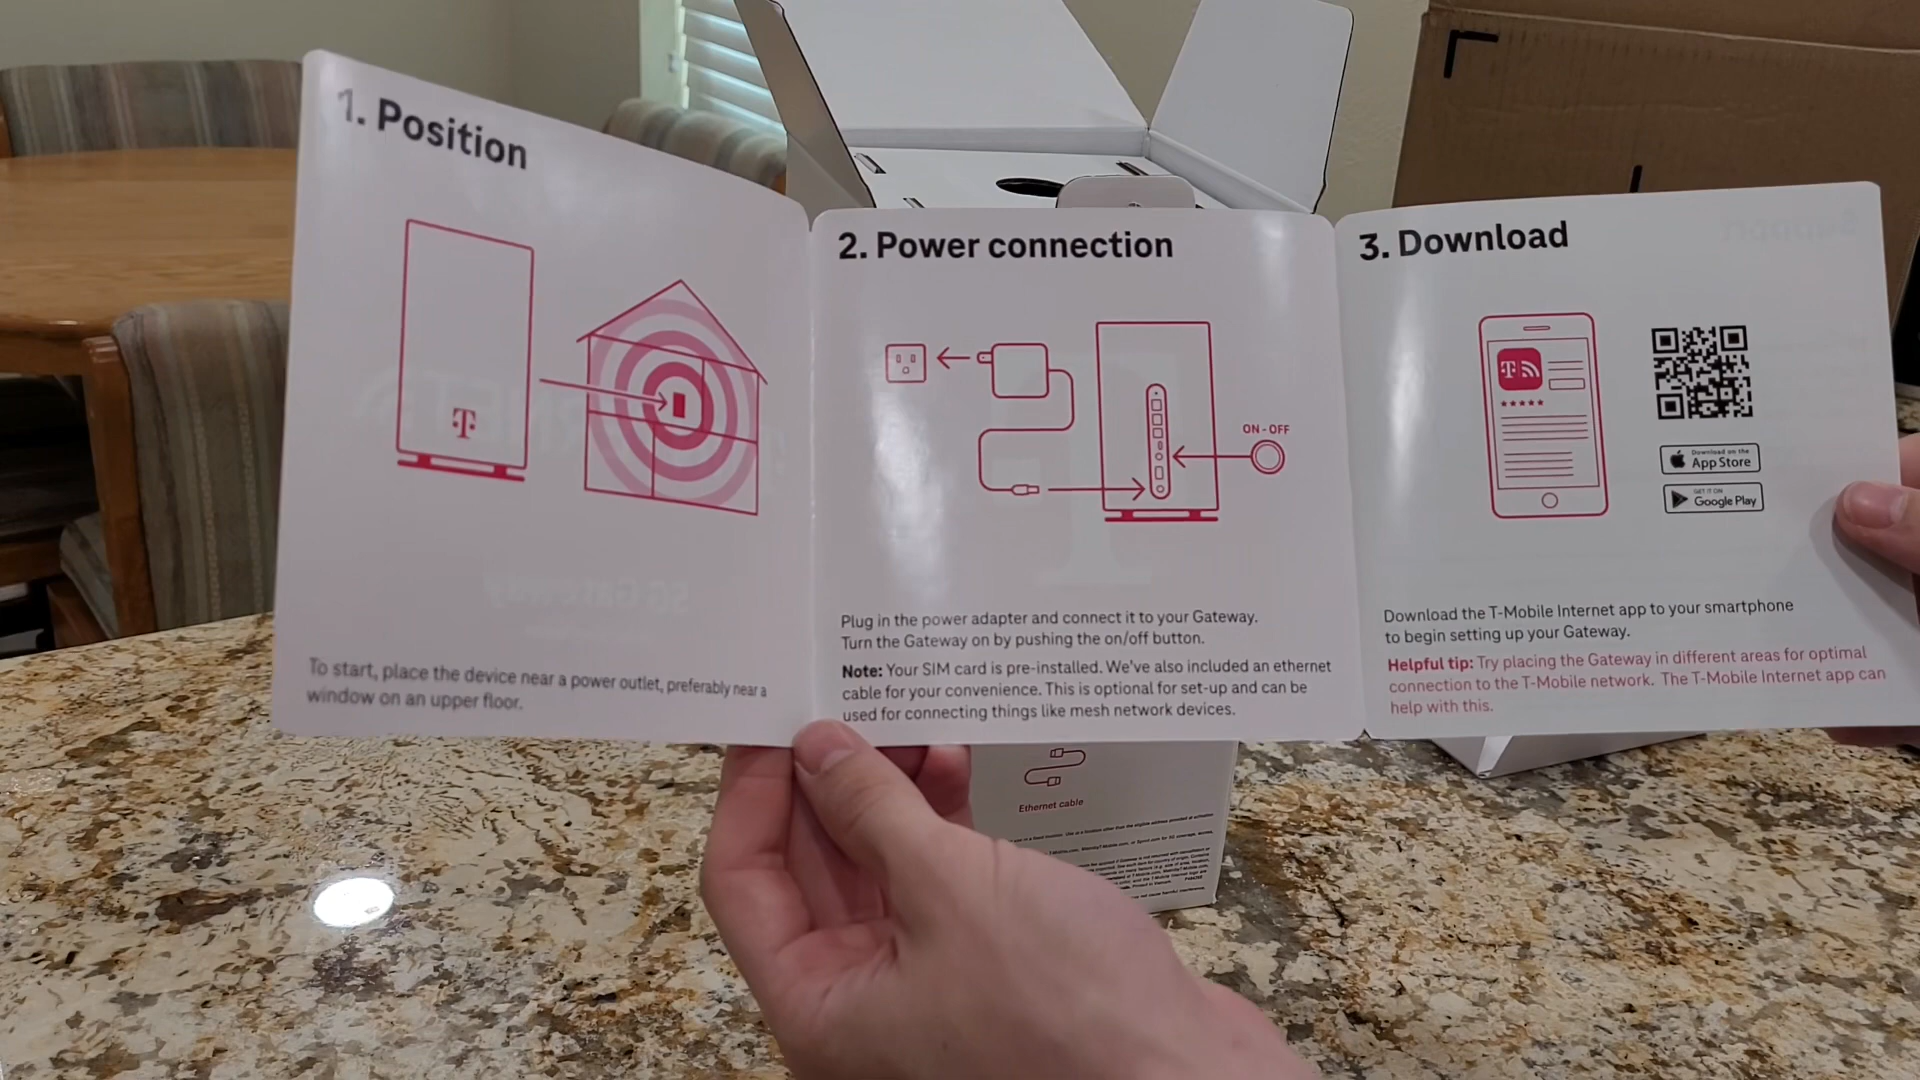 1. Position
To start, place the device near a power outlet, preferably near a
window on an upper floor.
2. Power connection
ON - OFF
Plug in the power adapter and connect it to your Gateway.
Turn the Gateway on by pushing the on/off button.
Note: Your SIM card is pre-installed. We've also included an ethernet
cable for your convenience. This is optional for set-up and can be
used for connecting things like mesh network devices.
3. Download
Download on the
App Store
GET IT ON
Google Play
Download the T-Mobile Internet app to your smartphone
to begin setting up your Gateway.
Helpful tip: Try placing the Gateway in different areas for optimal
connection to the T-Mobile network. The T-Mobile Internet app can
help with this.
Ethernet cable